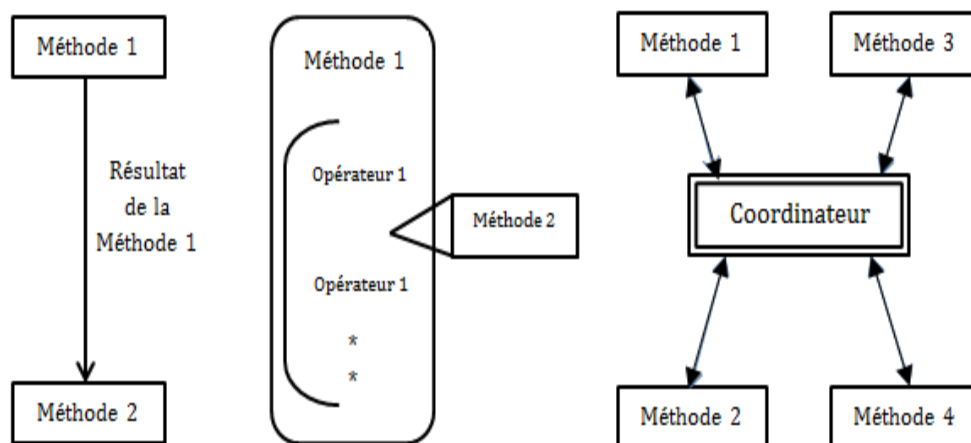 Méthode 1
Résultat
de la
Méthode 1
Méthode 2
Méthode 1
Opérateur 1
Méthode 2
Opérateur 1
*
*
Méthode 1
Méthode 3
Coordinateur
Méthode 2
Méthode 4